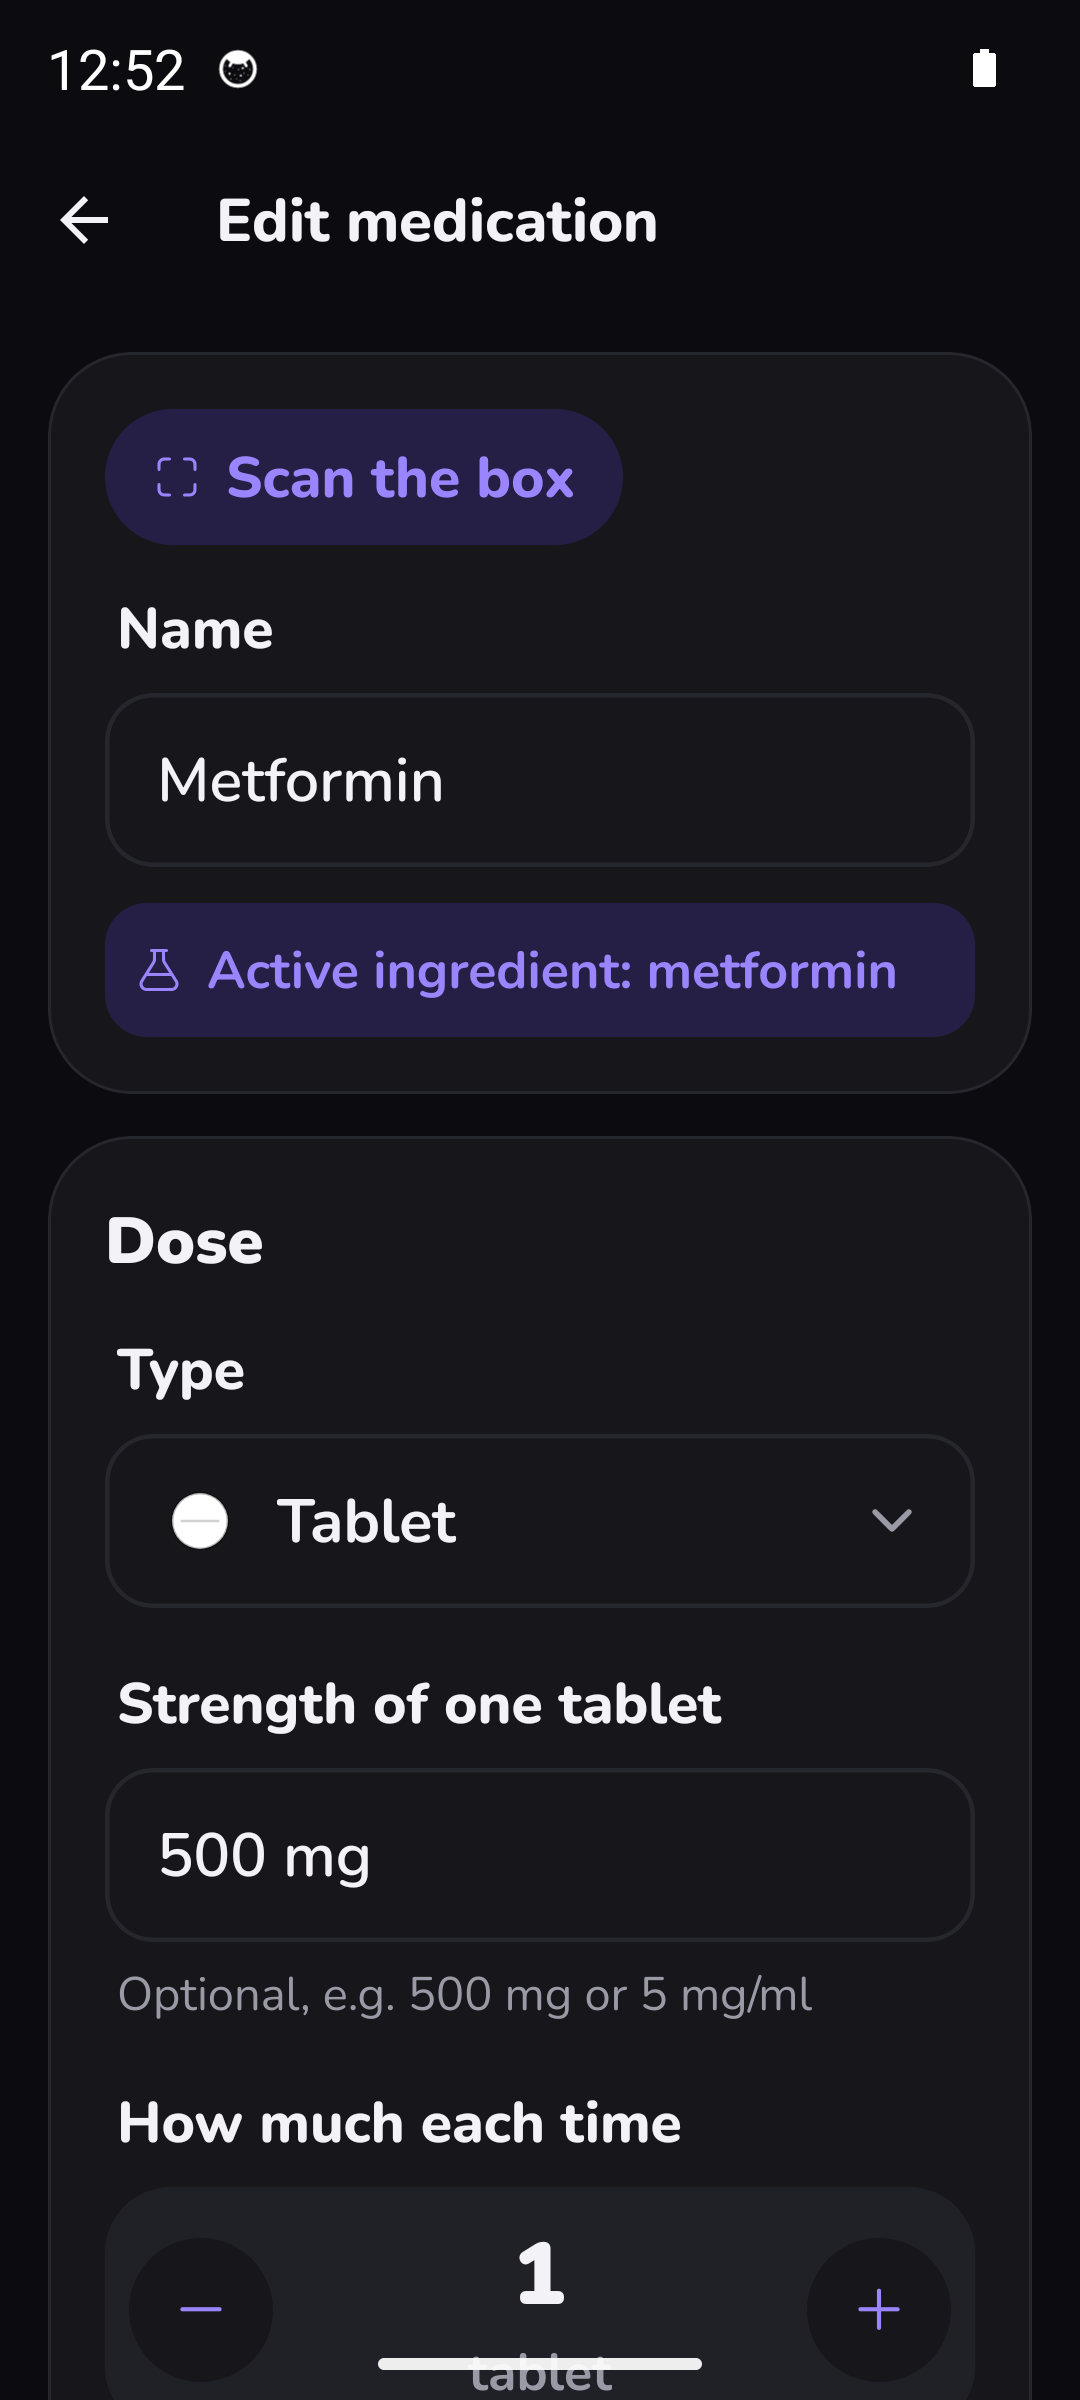 12:52
Edit medication
Scan the box
Name
Metformin
Active ingredient: metformin
Dose
Type
Tablet
Strength of one tablet
500 mg
Optional, e.g. 500 mg or 5 mg/ml
How much each time
1
tablet